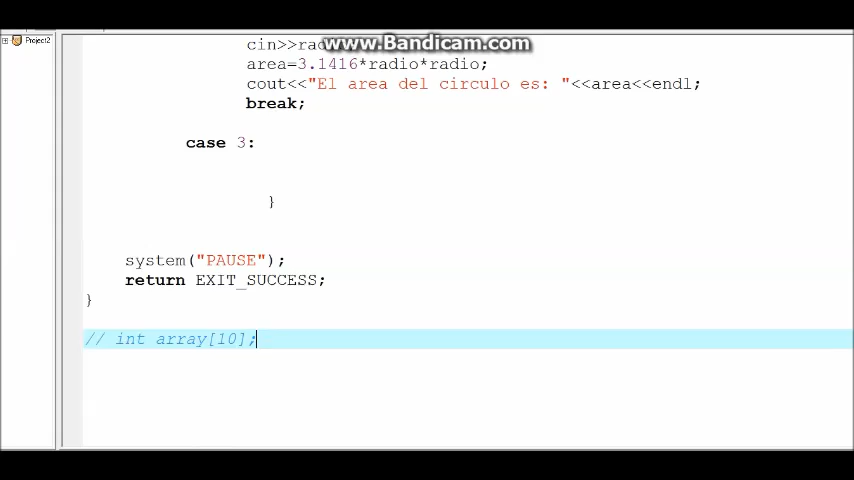 www.Bandicam.com
Project2
cin>>rad
area=3.1416*radio*radio;
cout<<"El area del circulo es: "<<area<<endl;
break;
case 3:
}
system("PAUSE");
return EXIT_SUCCESS;
}
// int array[10];